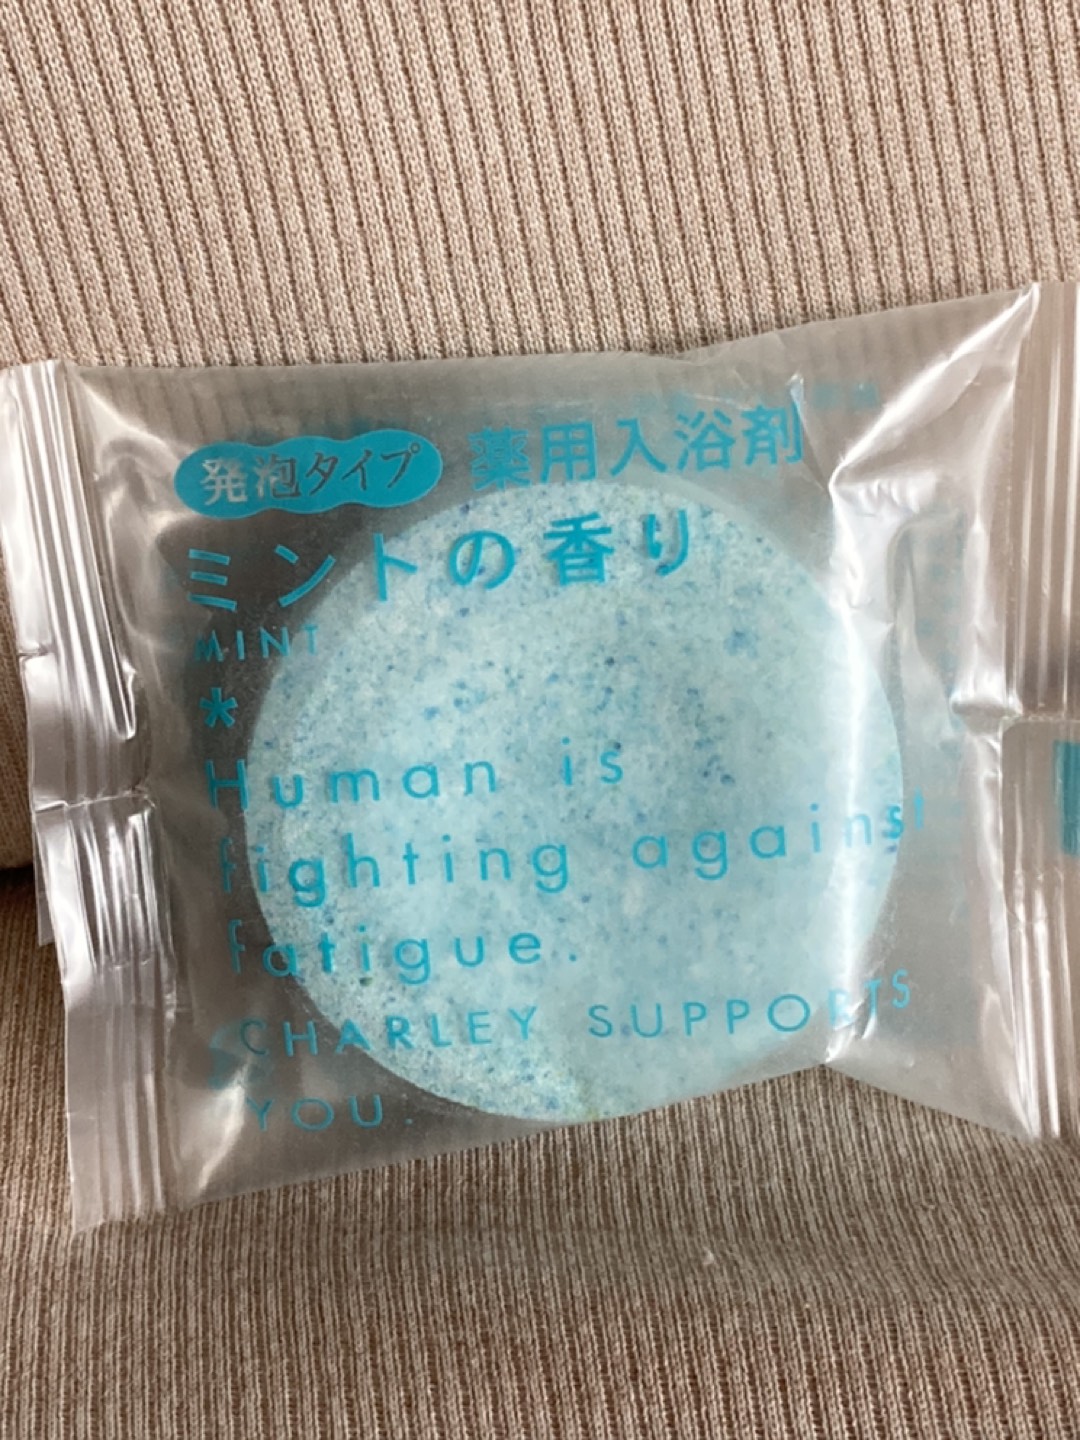 発泡タイプ 薬用入浴剤
ミントの香り
MINT
*
Human is
fighting against
fatigue.
CHARLEY SUPPORTS
YOU.